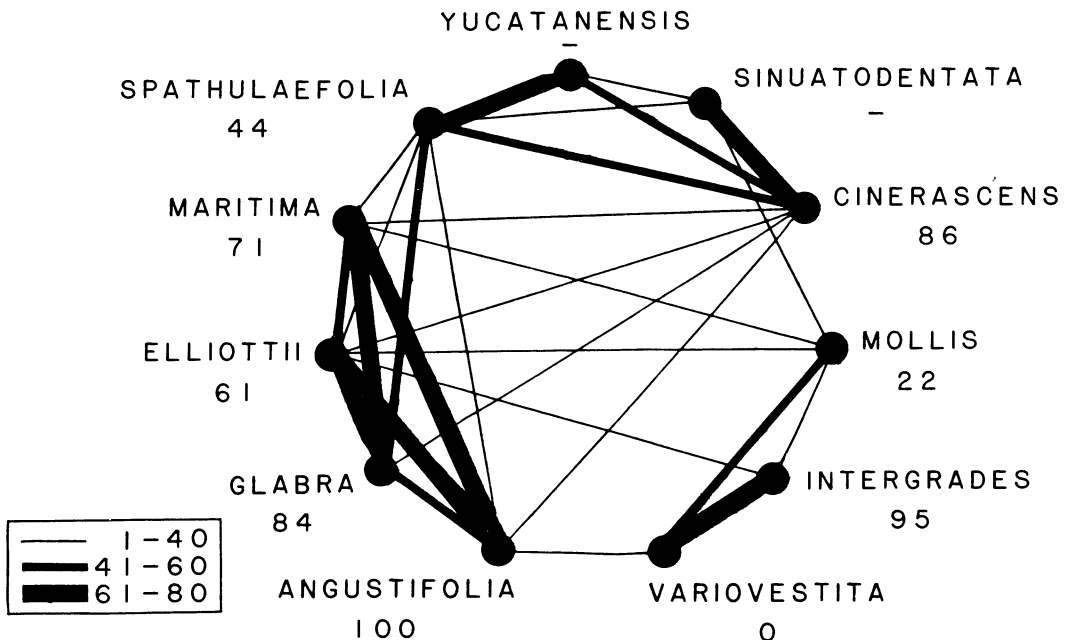 YUCATANENSIS
–
SINUATODENTATA
–
SPATHULAEFOLIA
44
CINERASCENS
86
MARITIMA
71
MOLLIS
22
ELLIOTTII
61
INTERGRADES
95
GLABRA
84
VARIOVESTITA
0
ANGUSTIFOLIA
100
1–40
41–60
61–80